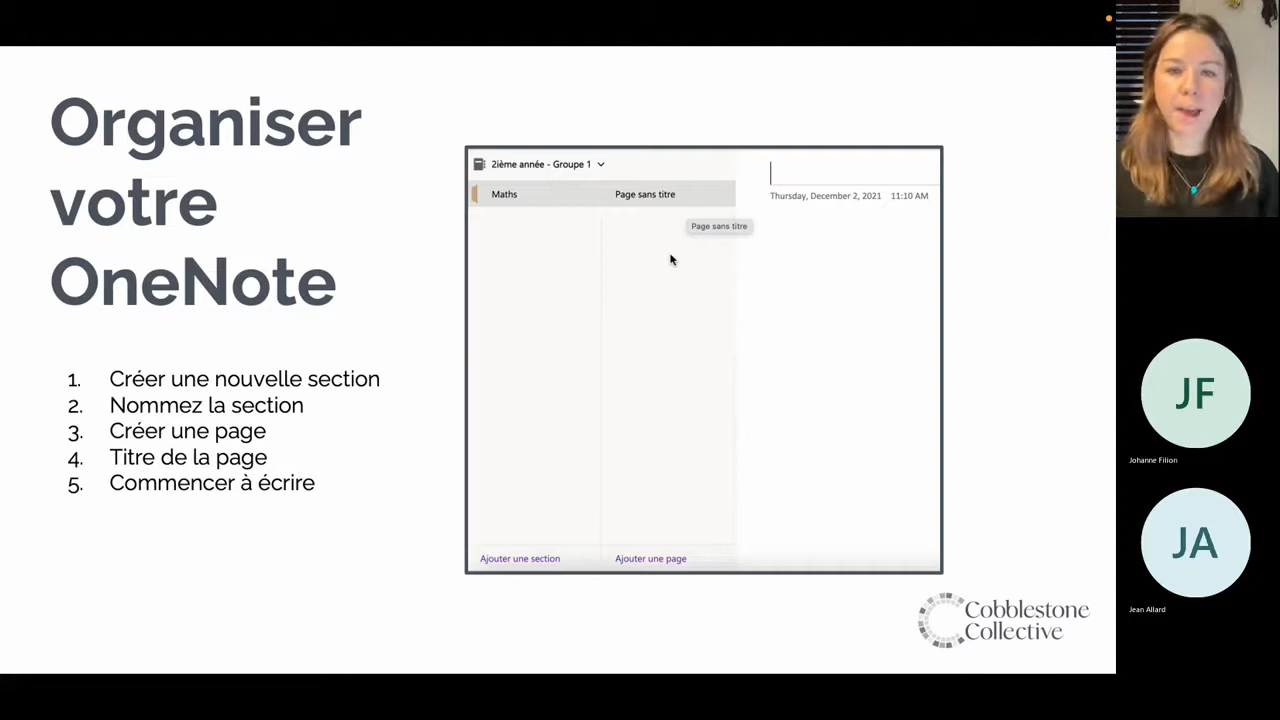 Organiser
votre
OneNote
1. Créer une nouvelle section
2. Nommez la section
3. Créer une page
4. Titre de la page
5. Commencer à écrire
2ième année - Groupe 1
Maths
Page sans titre
Page sans titre
Thursday, December 2, 2021 11:10 AM
Ajouter une section
Ajouter une page
Cobblestone
Collective
JF
Johanne Filion
JA
Jean Allard